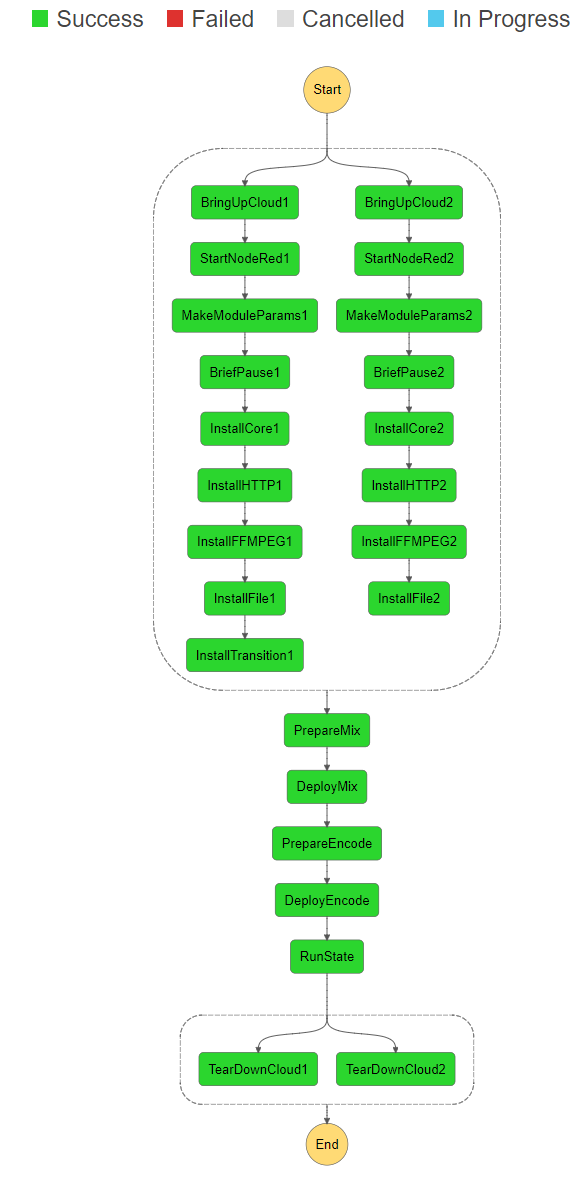 Success Failed Cancelled In Progress
Start
BringUpCloud1 BringUpCloud2
StartNodeRed1 StartNodeRed2
MakeModuleParams1 MakeModuleParams2
BriefPause1 BriefPause2
InstallCore1 InstallCore2
InstallHTTP1 InstallHTTP2
InstallFFMPEG1 InstallFFMPEG2
InstallFile1 InstallFile2
InstallTransition1
PrepareMix
DeployMix
PrepareEncode
DeployEncode
RunState
TearDownCloud1 TearDownCloud2
End